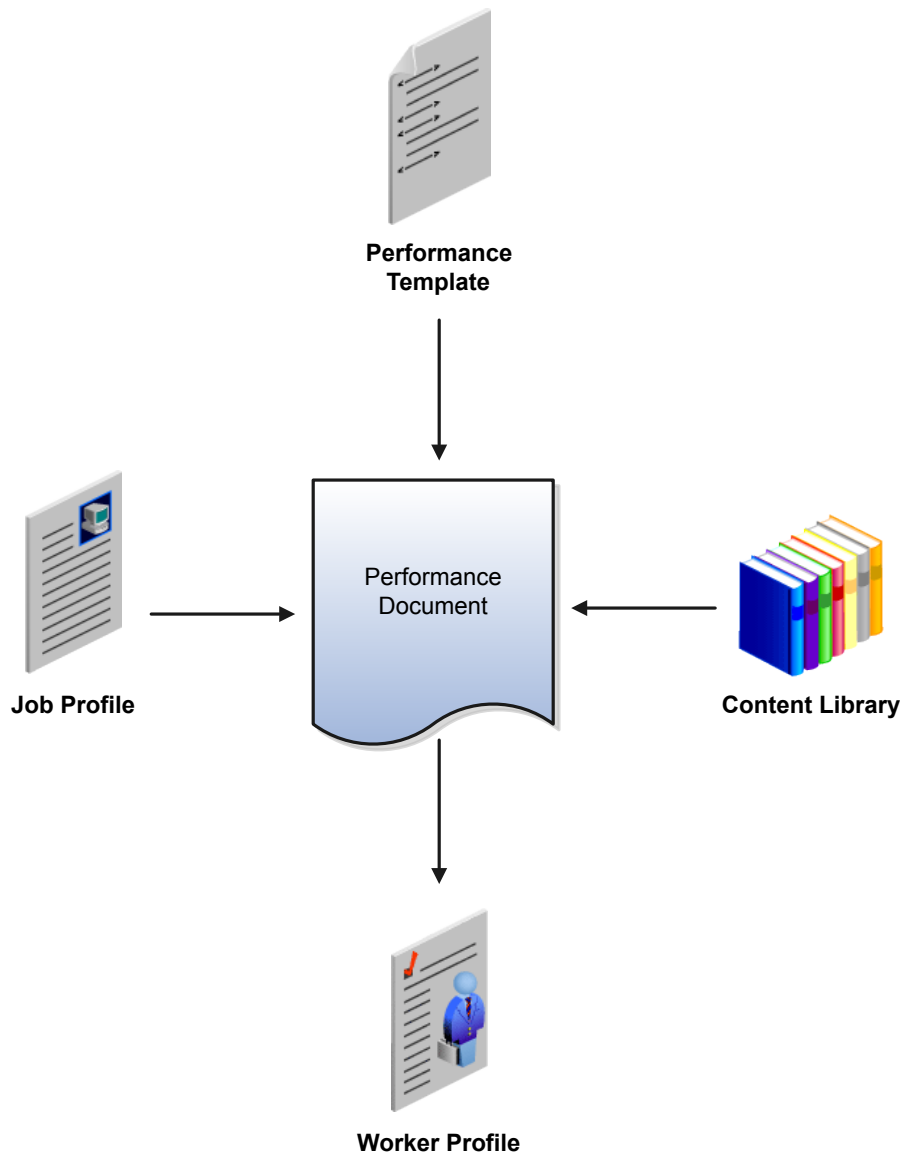 Performance
Template
Performance
Document
Job Profile
Content Library
Worker Profile